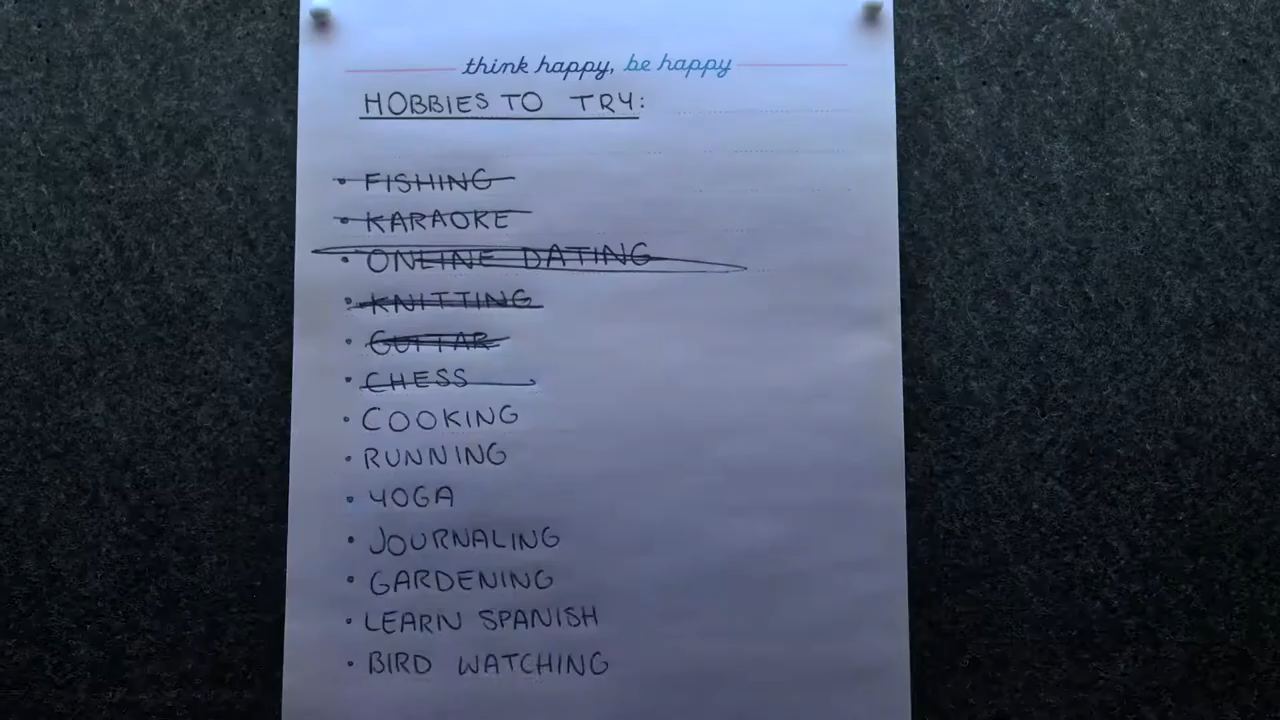 think happy, be happy
HOBBIES TO TRY:
• FISHING
• KARAOKE
• ONLINE DATING
• KNITTING
• GUITAR
• CHESS
• COOKING
• RUNNING
• YOGA
• JOURNALING
• GARDENING
• LEARN SPANISH
• BIRD WATCHING